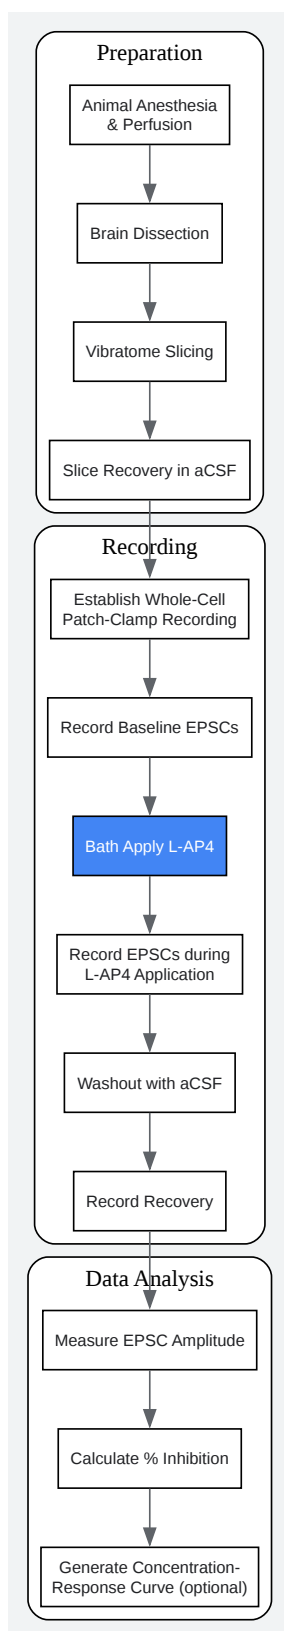 Preparation
Animal Anesthesia
& Perfusion
Brain Dissection
Vibratome Slicing
Slice Recovery in aCSF
Recording
Establish Whole-Cell
Patch-Clamp Recording
Record Baseline EPSCs
Bath Apply L-AP4
Record EPSCs during
L-AP4 Application
Washout with aCSF
Record Recovery
Data Analysis
Measure EPSC Amplitude
Calculate % Inhibition
Generate Concentration-
Response Curve (optional)